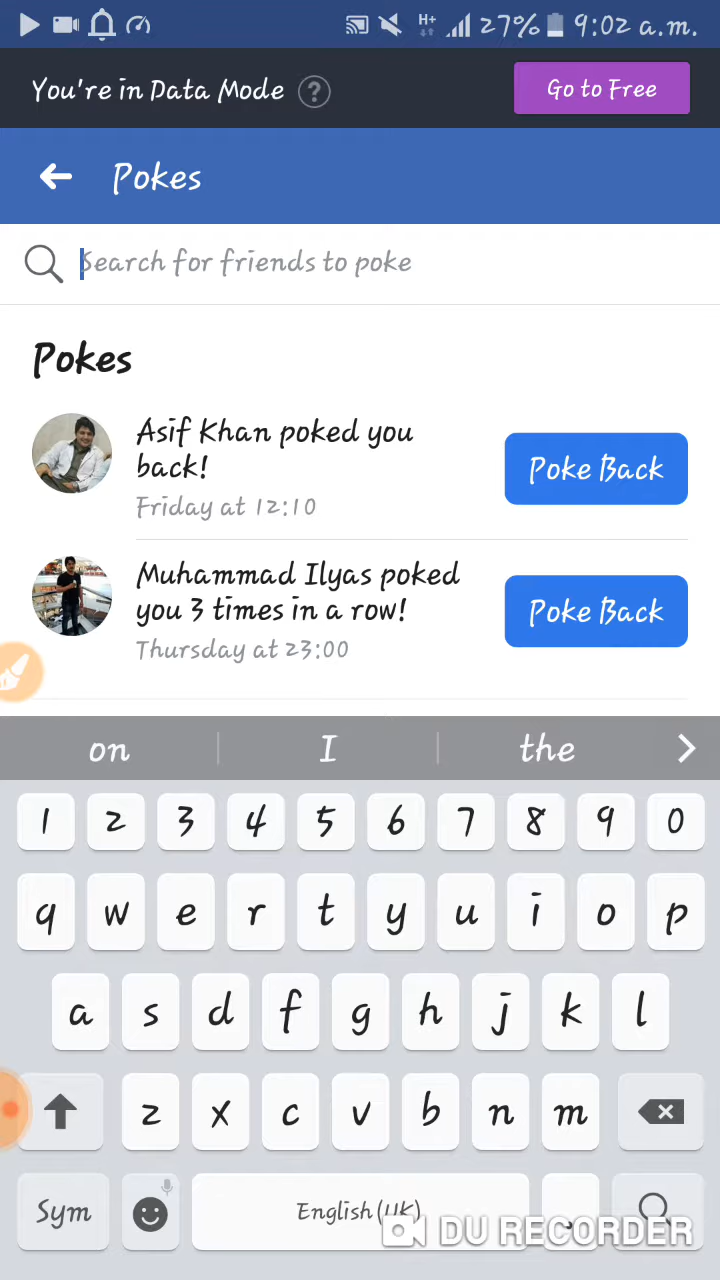 H+ 27% 9:02 a.m.
You're in Data Mode ? Go to Free
Pokes
Search for friends to poke
Pokes
Asif Khan poked you
back!
Friday at 12:10
Poke Back
Muhammad Ilyas poked
you 3 times in a row!
Thursday at 23:00
Poke Back
on I the
1 2 3 4 5 6 7 8 9 0
q w e r t y u i o p
a s d f g h j k l
z x c v b n m
Sym English (UK) .
DU RECORDER